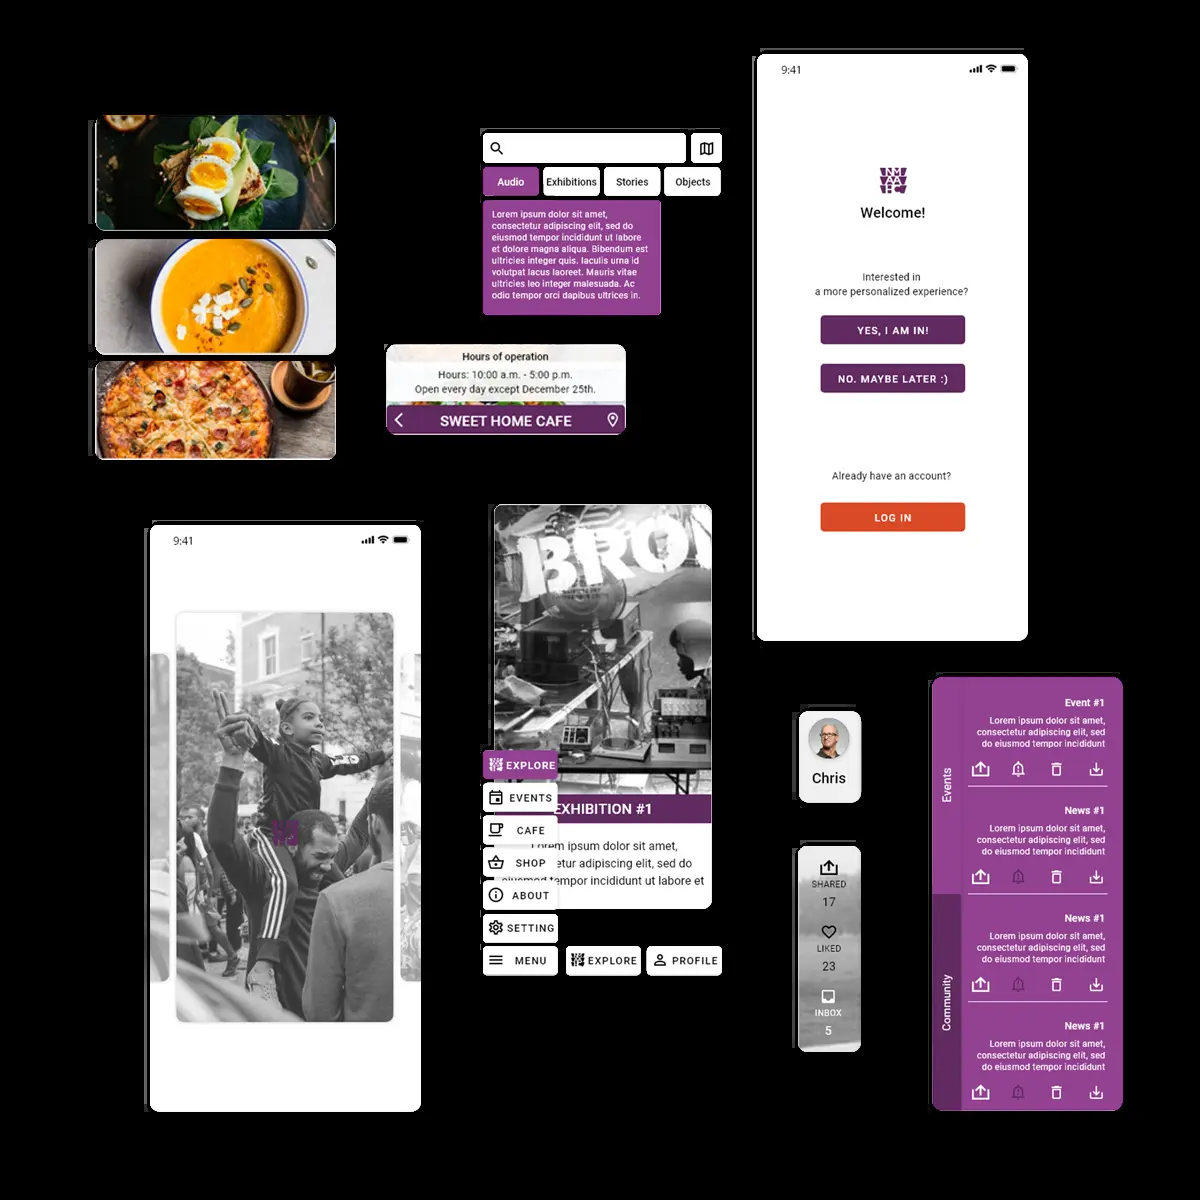 Audio
Exhibitions
Stories
Objects
Lorem ipsum dolor sit amet,
consectetur adipiscing elit, sed do
eiusmod tempor incididunt ut labore
et dolore magna aliqua. Bibendum est
ultricies integer quis. Iaculis urna id
volutpat lacus laoreet. Mauris vitae
ultricies leo integer malesuada. Ac
odio tempor orci dapibus ultrices in.
Hours of operation
Hours: 10:00 a.m. - 5:00 p.m.
Open every day except December 25th.
SWEET HOME CAFE
9:41
Welcome!
Interested in
a more personalized experience?
YES, I AM IN!
NO. MAYBE LATER :)
Already have an account?
LOG IN
9:41
BRO
EXPLORE
EVENTS
CAFE
SHOP
ABOUT
SETTING
MENU
EXPLORE
PROFILE
EXHIBITION #1
ipsum dolor sit amet,
adipiscing elit, sed do
tempor incididunt ut labore et
Chris
SHARED
17
LIKED
23
INBOX
5
Events
Community
Event #1
Lorem ipsum dolor sit amet,
consectetur adipiscing elit, sed
do eiusmod tempor incididunt
News #1
Lorem ipsum dolor sit amet,
consectetur adipiscing elit, sed
do eiusmod tempor incididunt
News #1
Lorem ipsum dolor sit amet,
consectetur adipiscing elit, sed
do eiusmod tempor incididunt
News #1
Lorem ipsum dolor sit amet,
consectetur adipiscing elit, sed
do eiusmod tempor incididunt